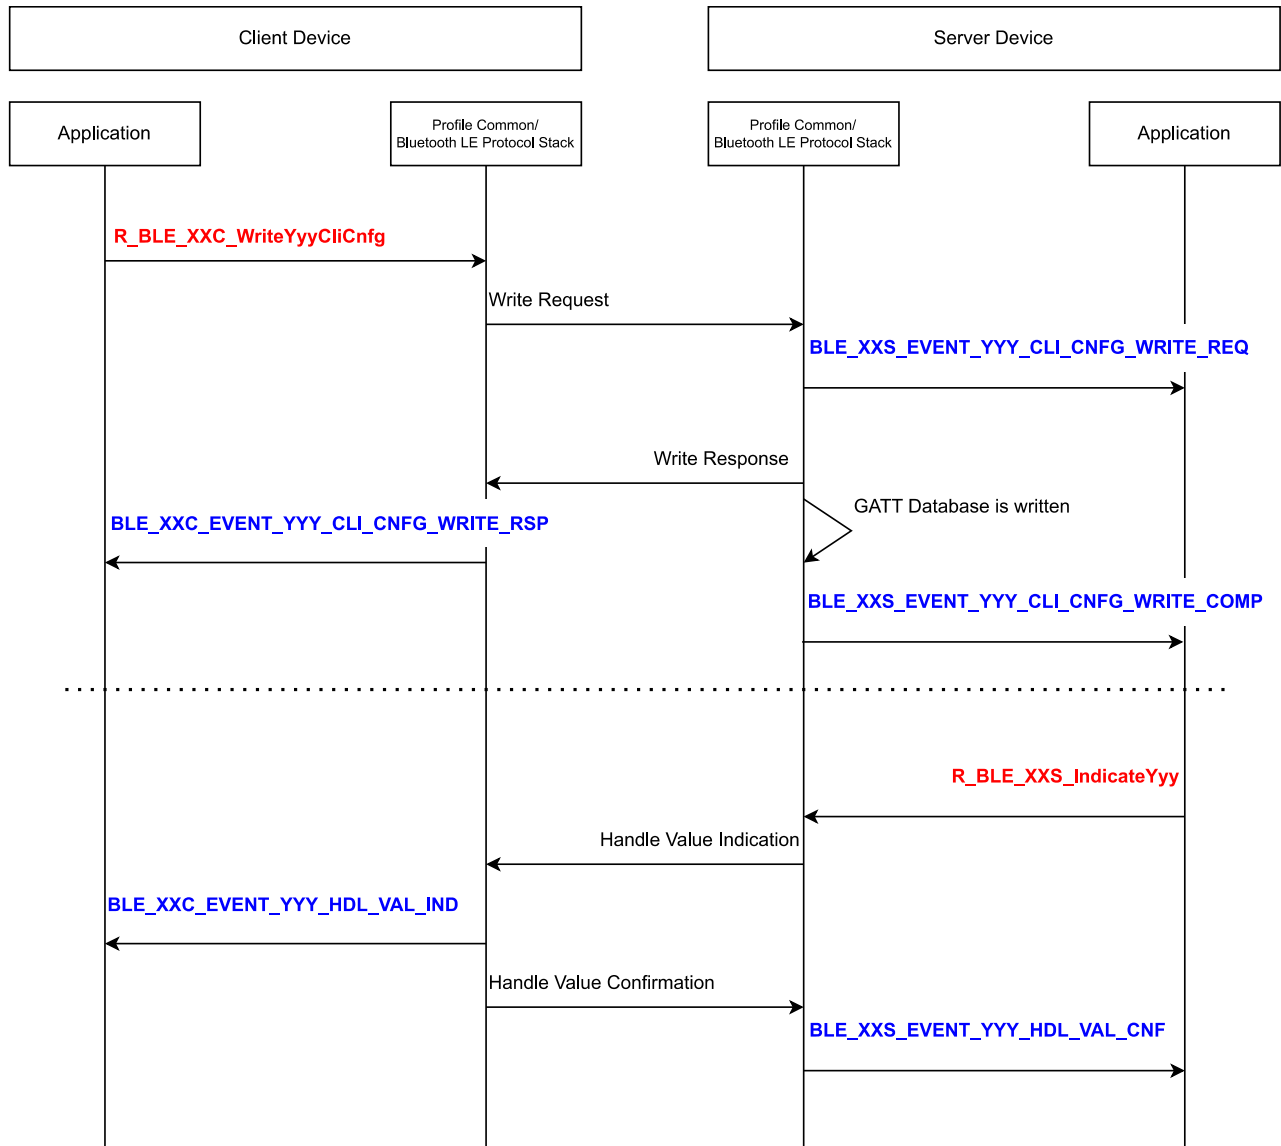 Client Device
Server Device
Application
Profile Common/
Bluetooth LE Protocol Stack
Profile Common/
Bluetooth LE Protocol Stack
Application
R_BLE_XXC_WriteYyyCliCnfg
Write Request
BLE_XXS_EVENT_YYY_CLI_CNFG_WRITE_REQ
Write Response
GATT Database is written
BLE_XXC_EVENT_YYY_CLI_CNFG_WRITE_RSP
BLE_XXS_EVENT_YYY_CLI_CNFG_WRITE_COMP
R_BLE_XXS_IndicateYyy
Handle Value Indication
BLE_XXC_EVENT_YYY_HDL_VAL_IND
Handle Value Confirmation
BLE_XXS_EVENT_YYY_HDL_VAL_CNF